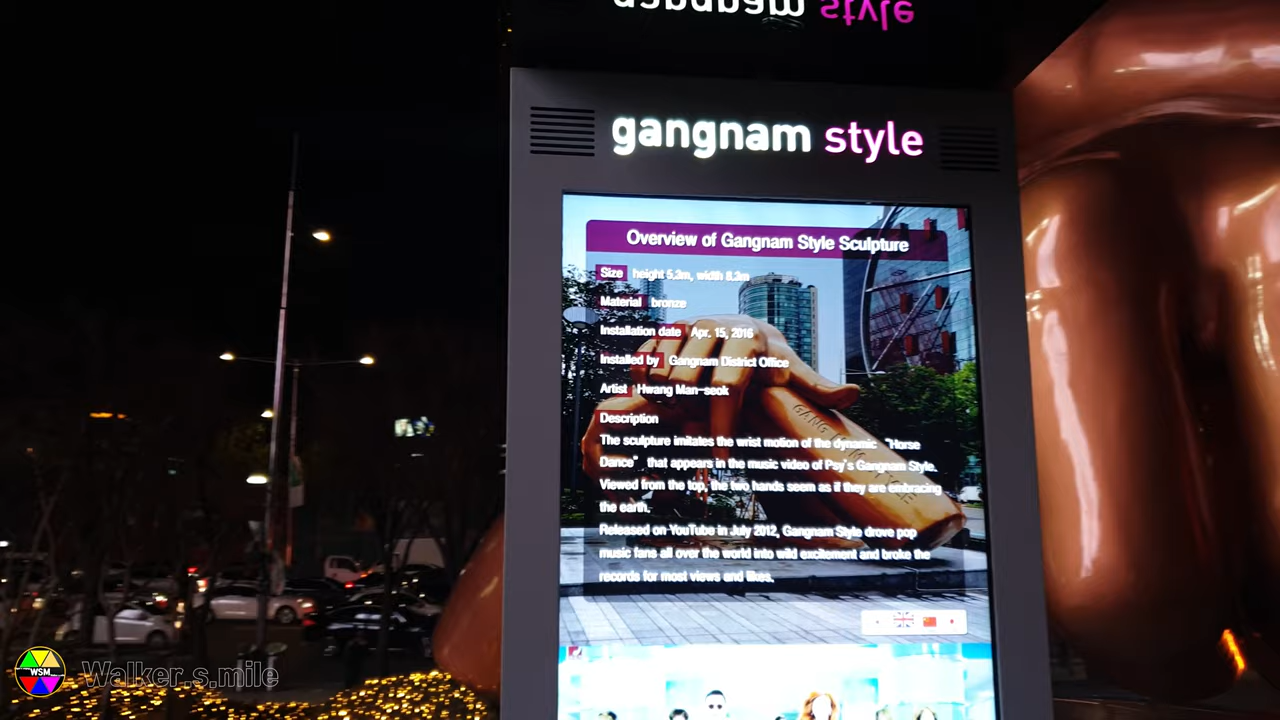 gangnam style
gangnam style
Overview of Gangnam Style Sculpture
Size height 5.3m, width 8.3m
Material bronze
Installation date Apr. 15, 2016
Installed by Gangnam District Office
Artist Hwang Man-seok
Description
The sculpture imitates the wrist motion of the dynamic "Horse
Dance" that appears in the music video of Psy's Gangnam Style.
Viewed from the top, the two hands seem as if they are embracing
the earth.
Released on YouTube in July 2012, Gangnam Style drove pop
music fans all over the world into wild excitement and broke the
records for most views and likes.
WSM
Walker.s.mile